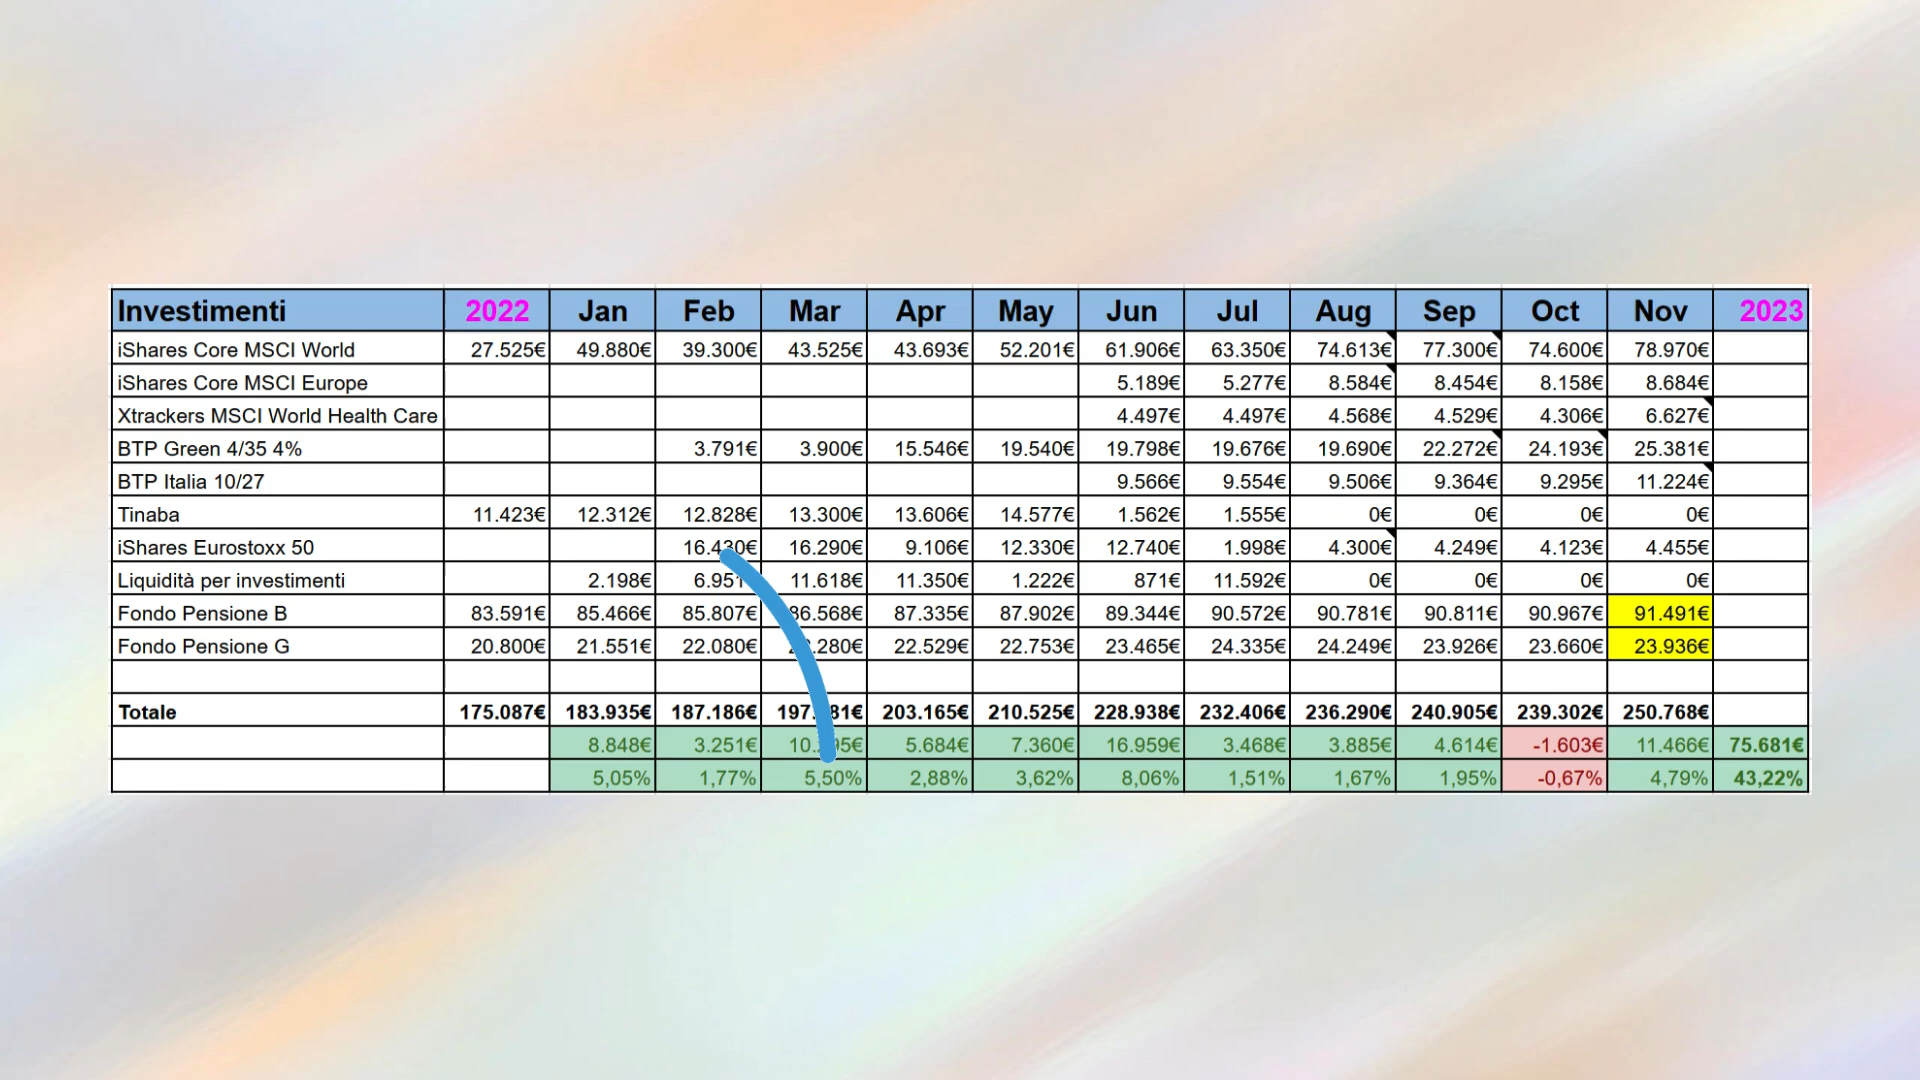 Investimenti 2022 Jan Feb Mar Apr May Jun Jul Aug Sep Oct Nov 2023
iShares Core MSCI World 27.525€ 49.880€ 39.300€ 43.525€ 43.693€ 52.201€ 61.906€ 63.350€ 74.613€ 77.300€ 74.600€ 78.970€
iShares Core MSCI Europe 5.189€ 5.277€ 8.584€ 8.454€ 8.158€ 8.684€
Xtrackers MSCI World Health Care 4.497€ 4.497€ 4.568€ 4.529€ 4.306€ 6.627€
BTP Green 4/35 4% 3.791€ 3.900€ 15.546€ 19.540€ 19.798€ 19.676€ 19.690€ 22.272€ 24.193€ 25.381€
BTP Italia 10/27 9.566€ 9.554€ 9.506€ 9.364€ 9.295€ 11.224€
Tinaba 11.423€ 12.312€ 12.828€ 13.300€ 13.606€ 14.577€ 1.562€ 1.555€ 0€ 0€ 0€ 0€
iShares Eurostoxx 50 16.430€ 16.290€ 9.106€ 12.330€ 12.740€ 1.998€ 4.300€ 4.249€ 4.123€ 4.455€
Liquidità per investimenti 2.198€ 11.618€ 11.350€ 1.222€ 871€ 11.592€ 0€ 0€ 0€ 0€
Fondo Pensione B 83.591€ 85.466€ 85.807€ 86.568€ 87.335€ 87.902€ 89.344€ 90.572€ 90.781€ 90.811€ 90.967€ 91.491€
Fondo Pensione G 20.800€ 21.551€ 22.080€ 22.529€ 22.753€ 23.465€ 24.335€ 24.249€ 23.926€ 23.660€ 23.936€
Totale 175.087€ 183.935€ 187.186€ 203.165€ 210.525€ 228.938€ 232.406€ 236.290€ 240.905€ 239.302€ 250.768€
8.848€ 3.251€ 5.684€ 7.360€ 16.959€ 3.468€ 3.885€ 4.614€ -1.603€ 11.466€ 75.681€
5,05% 1,77% 5,50% 2,88% 3,62% 8,06% 1,51% 1,67% 1,95% -0,67% 4,79% 43,22%